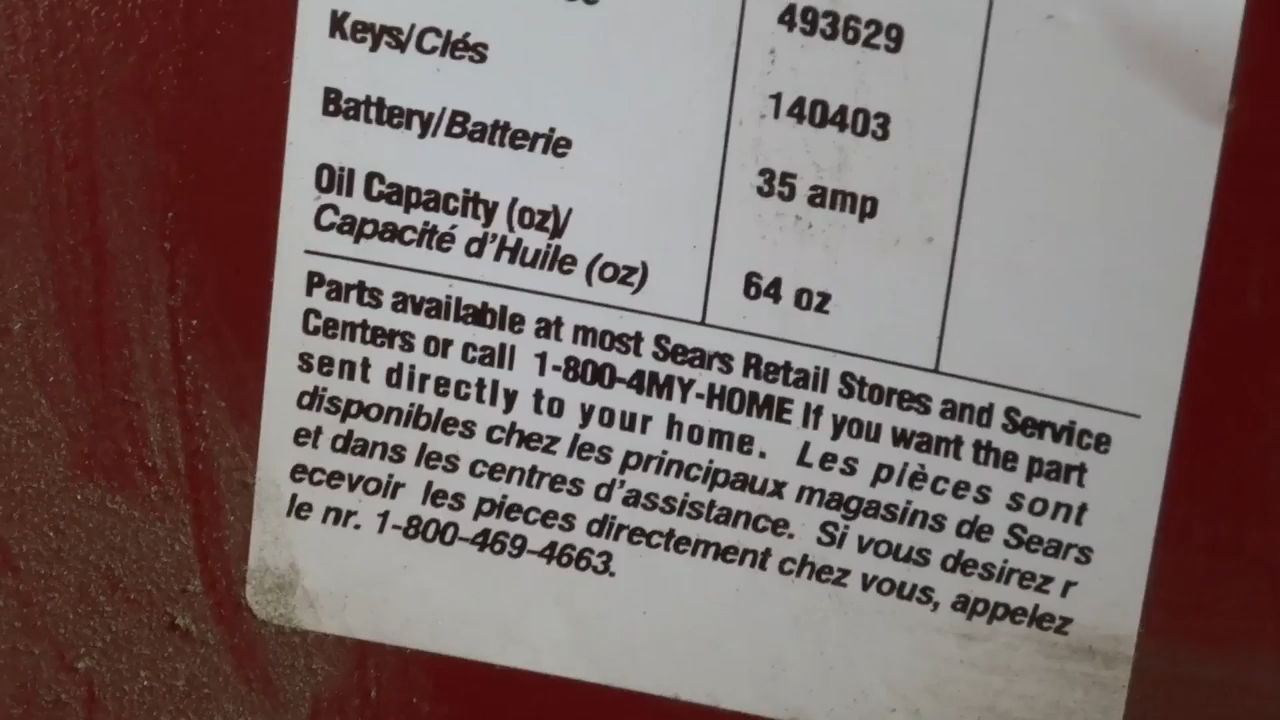 493629
Keys/Clés
140403
Battery/Batterie
35 amp
Oil Capacity (oz)/
Capacité d'Huile (oz)
64 oz
Parts available at most Sears Retail Stores and Service
Centers or call 1-800-4MY-HOME If you want the part
sent directly to your home. Les pièces sont
disponibles chez les principaux magasins de Sears
et dans les centres d'assistance. Si vous desirez r
ecevoir les pieces directement chez vous, appelez
le nr. 1-800-469-4663.